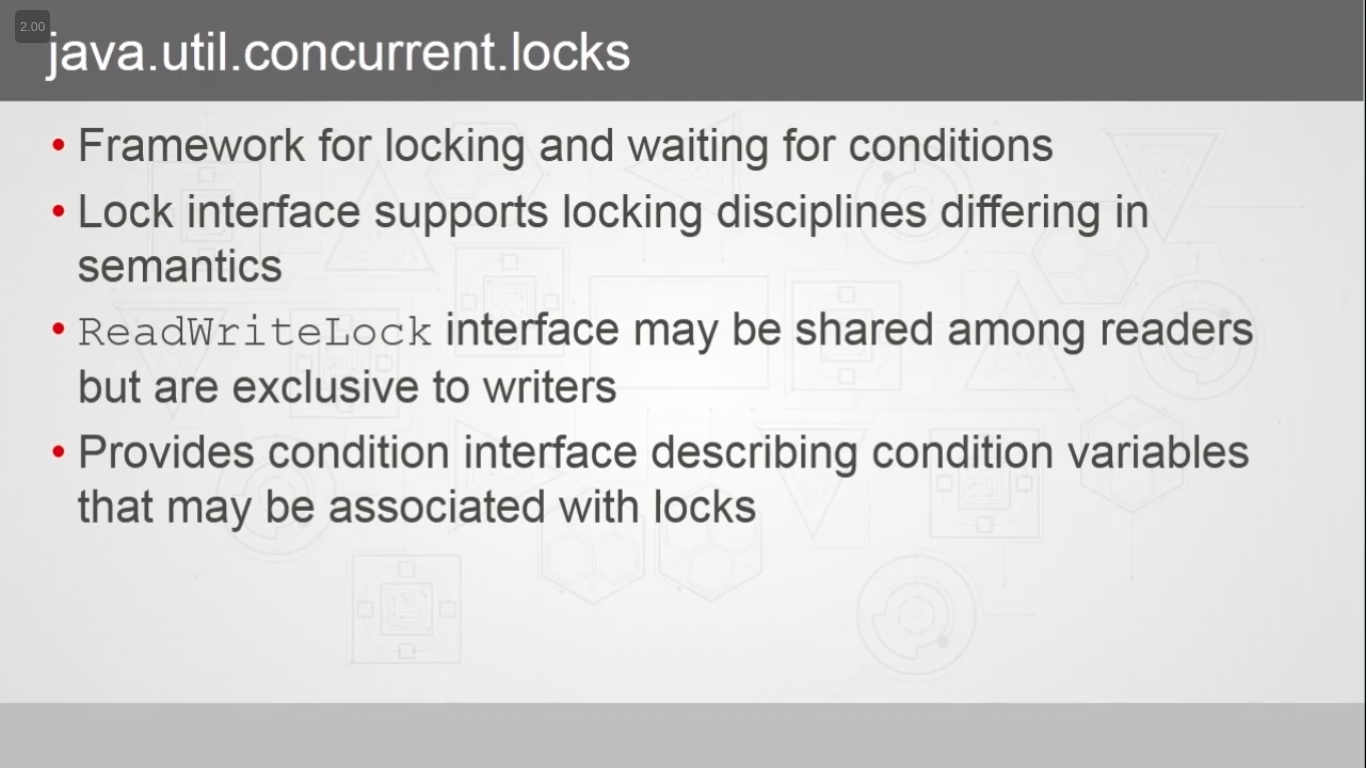 2.00
java.util.concurrent.locks
• Framework for locking and waiting for conditions
• Lock interface supports locking disciplines differing in
semantics
• ReadWriteLock interface may be shared among readers
but are exclusive to writers
• Provides condition interface describing condition variables
that may be associated with locks